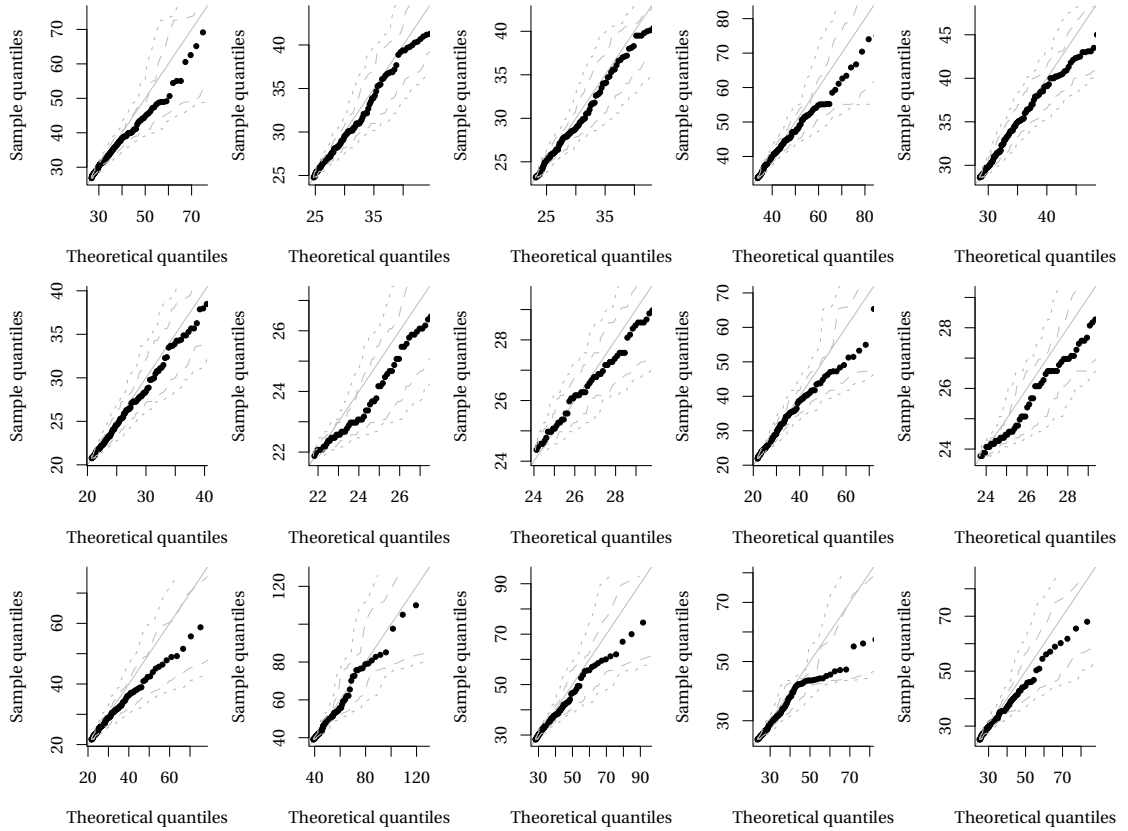 Sample quantiles
30 40 50 60 70
30 50 70
Theoretical quantiles
Sample quantiles
25 30 35 40
25 35
Theoretical quantiles
Sample quantiles
25 30 35 40
25 35
Theoretical quantiles
Sample quantiles
40 50 60 70 80
40 60 80
Theoretical quantiles
Sample quantiles
30 35 40 45
30 40
Theoretical quantiles
Sample quantiles
20 25 30 35 40
20 30 40
Theoretical quantiles
Sample quantiles
22 24 26
22 24 26
Theoretical quantiles
Sample quantiles
24 26 28
24 26 28
Theoretical quantiles
Sample quantiles
20 30 40 50 60 70
20 40 60
Theoretical quantiles
Sample quantiles
24 26 28
24 26 28
Theoretical quantiles
Sample quantiles
20 40 60
20 40 60
Theoretical quantiles
Sample quantiles
40 60 80 120
40 80 120
Theoretical quantiles
Sample quantiles
30 50 70 90
30 50 70 90
Theoretical quantiles
Sample quantiles
30 50 70
30 50 70
Theoretical quantiles
Sample quantiles
30 50 70
30 50 70
Theoretical quantiles